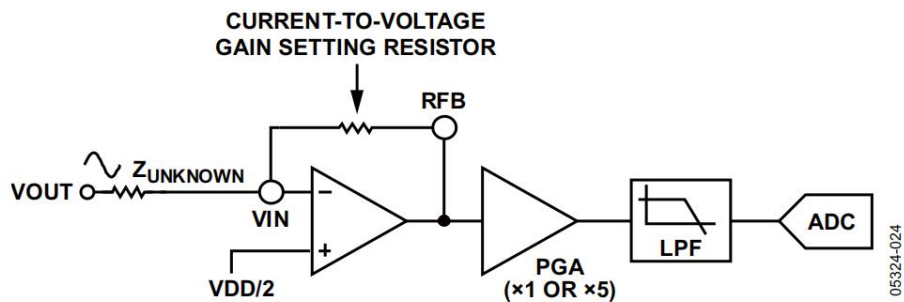 CURRENT-TO-VOLTAGE
GAIN SETTING RESISTOR
RFB
VOUT
ZUNKNOWN
VIN
−
+
VDD/2
PGA
(×1 OR ×5)
LPF
ADC
05324-024